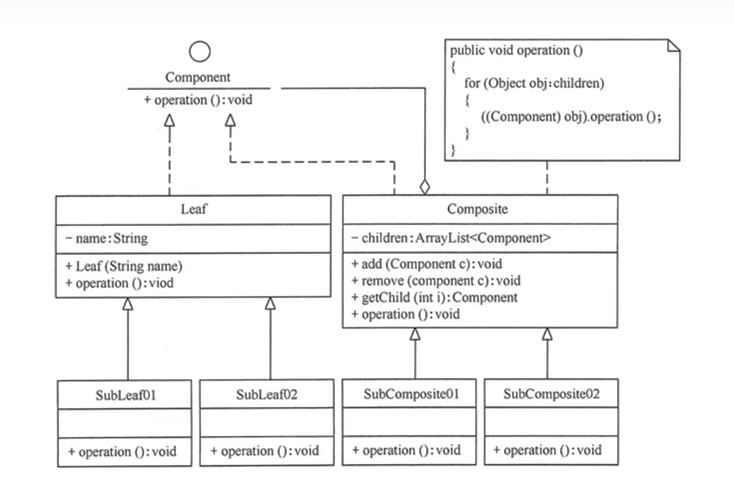 Component
+ operation (): void
public void operation ()
{
for (Object obj:children)
{
((Component) obj).operation ();
}
}
Leaf
- name:String
+ Leaf (String name)
+ operation ():viod
Composite
- children:ArrayList<Component>
+ add (Component c): void
+ remove (component c): void
+ getChild (int i): Component
+ operation (): void
SubLeaf01
+ operation (): void
SubLeaf02
+ operation (): void
SubComposite01
+ operation (): void
SubComposite02
+ operation (): void